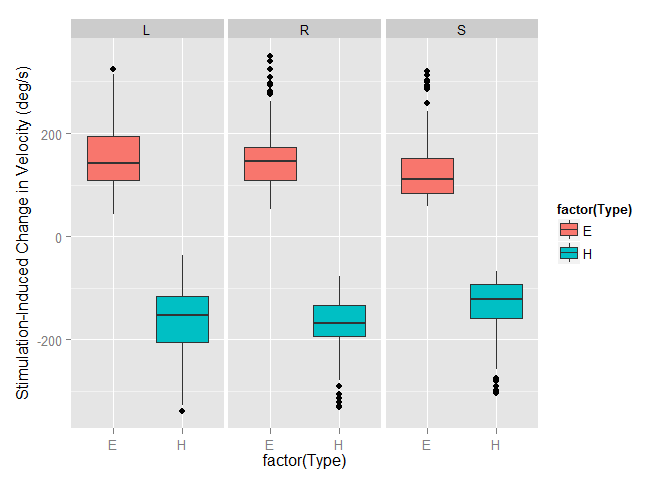 L R S
Stimulation-Induced Change in Velocity (deg/s)
200
0
-200
E H E H E H
factor(Type)
factor(Type)
E
H